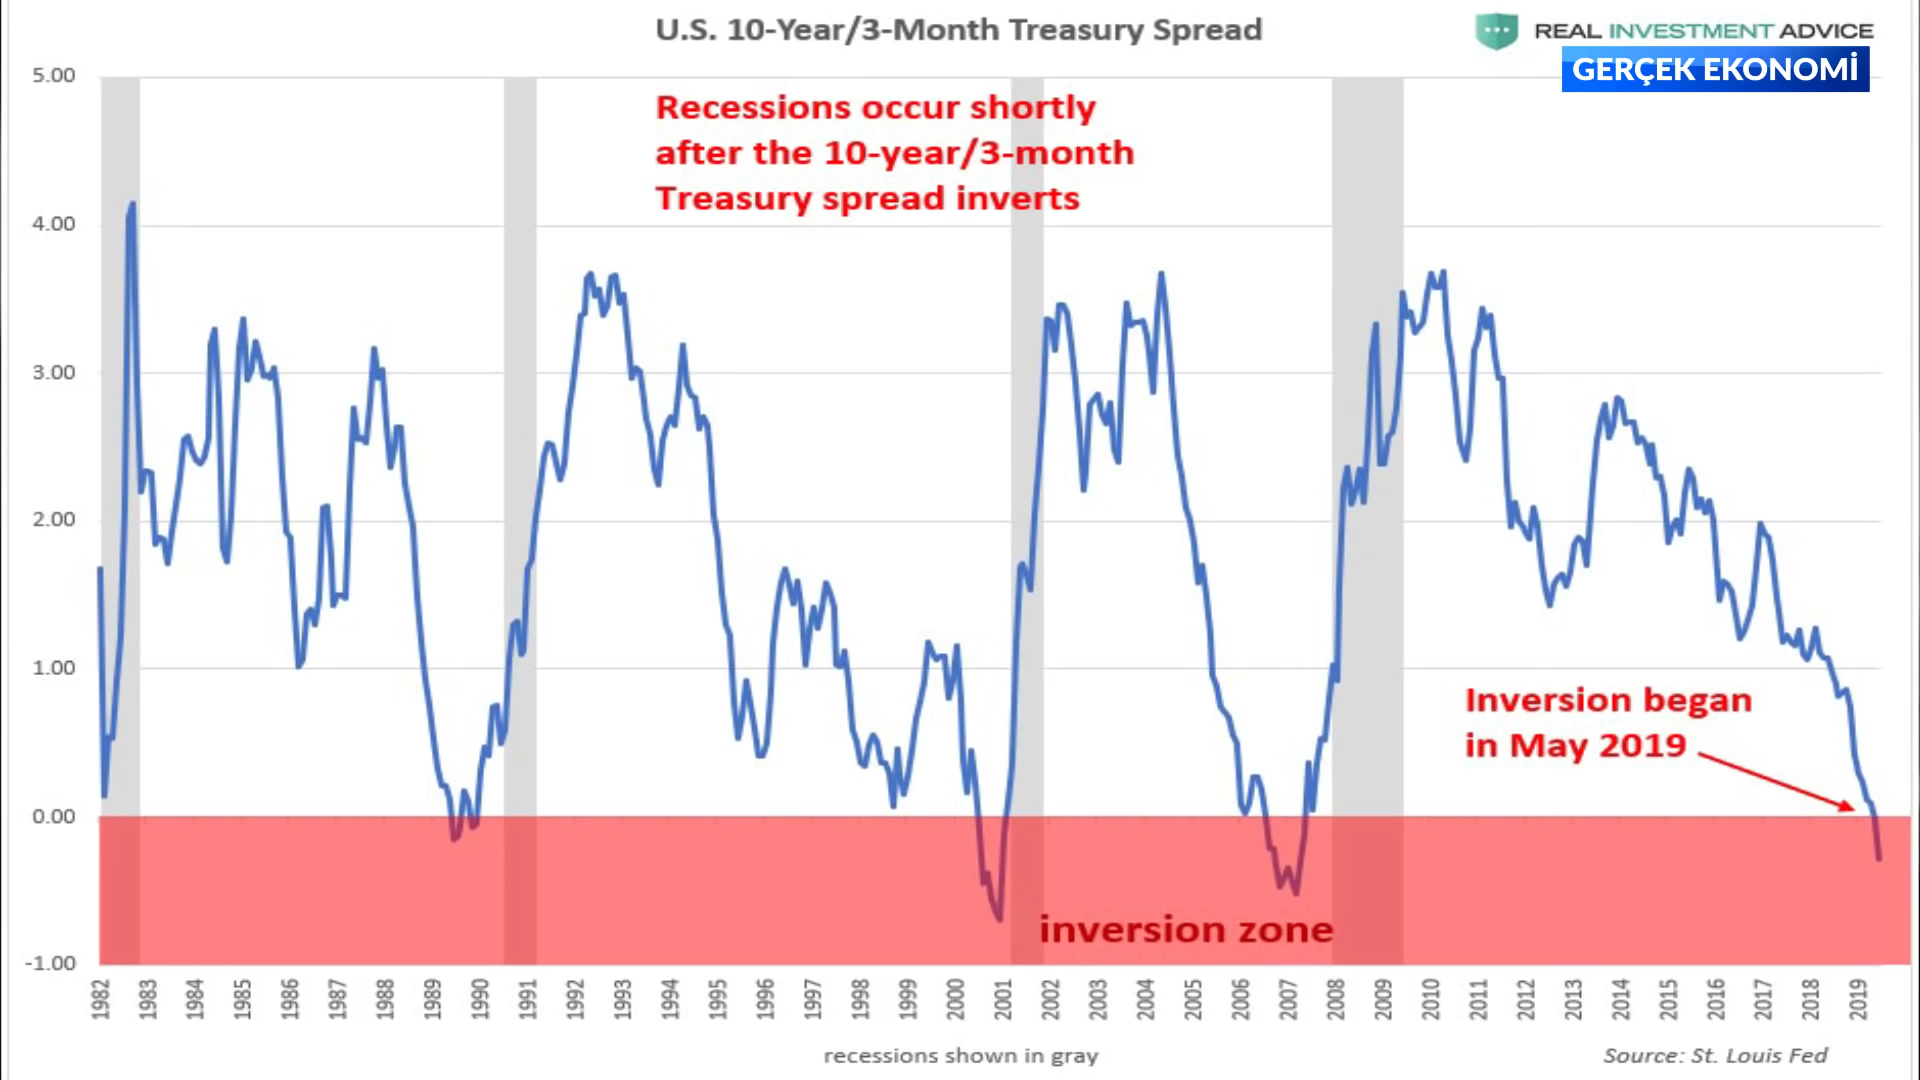 U.S. 10-Year/3-Month Treasury Spread
REAL INVESTMENT ADVICE
GERÇEK EKONOMİ
Recessions occur shortly
after the 10-year/3-month
Treasury spread inverts
5.00
4.00
3.00
2.00
1.00
0.00
-1.00
Inversion began
in May 2019
inversion zone
1982 1983 1984 1985 1986 1987 1988 1989 1990 1991 1992 1993 1994 1995 1996 1997 1998 1999 2000 2001 2002 2003 2004 2005 2006 2007 2008 2009 2010 2011 2012 2013 2014 2015 2016 2017 2018 2019
recessions shown in gray
Source: St. Louis Fed